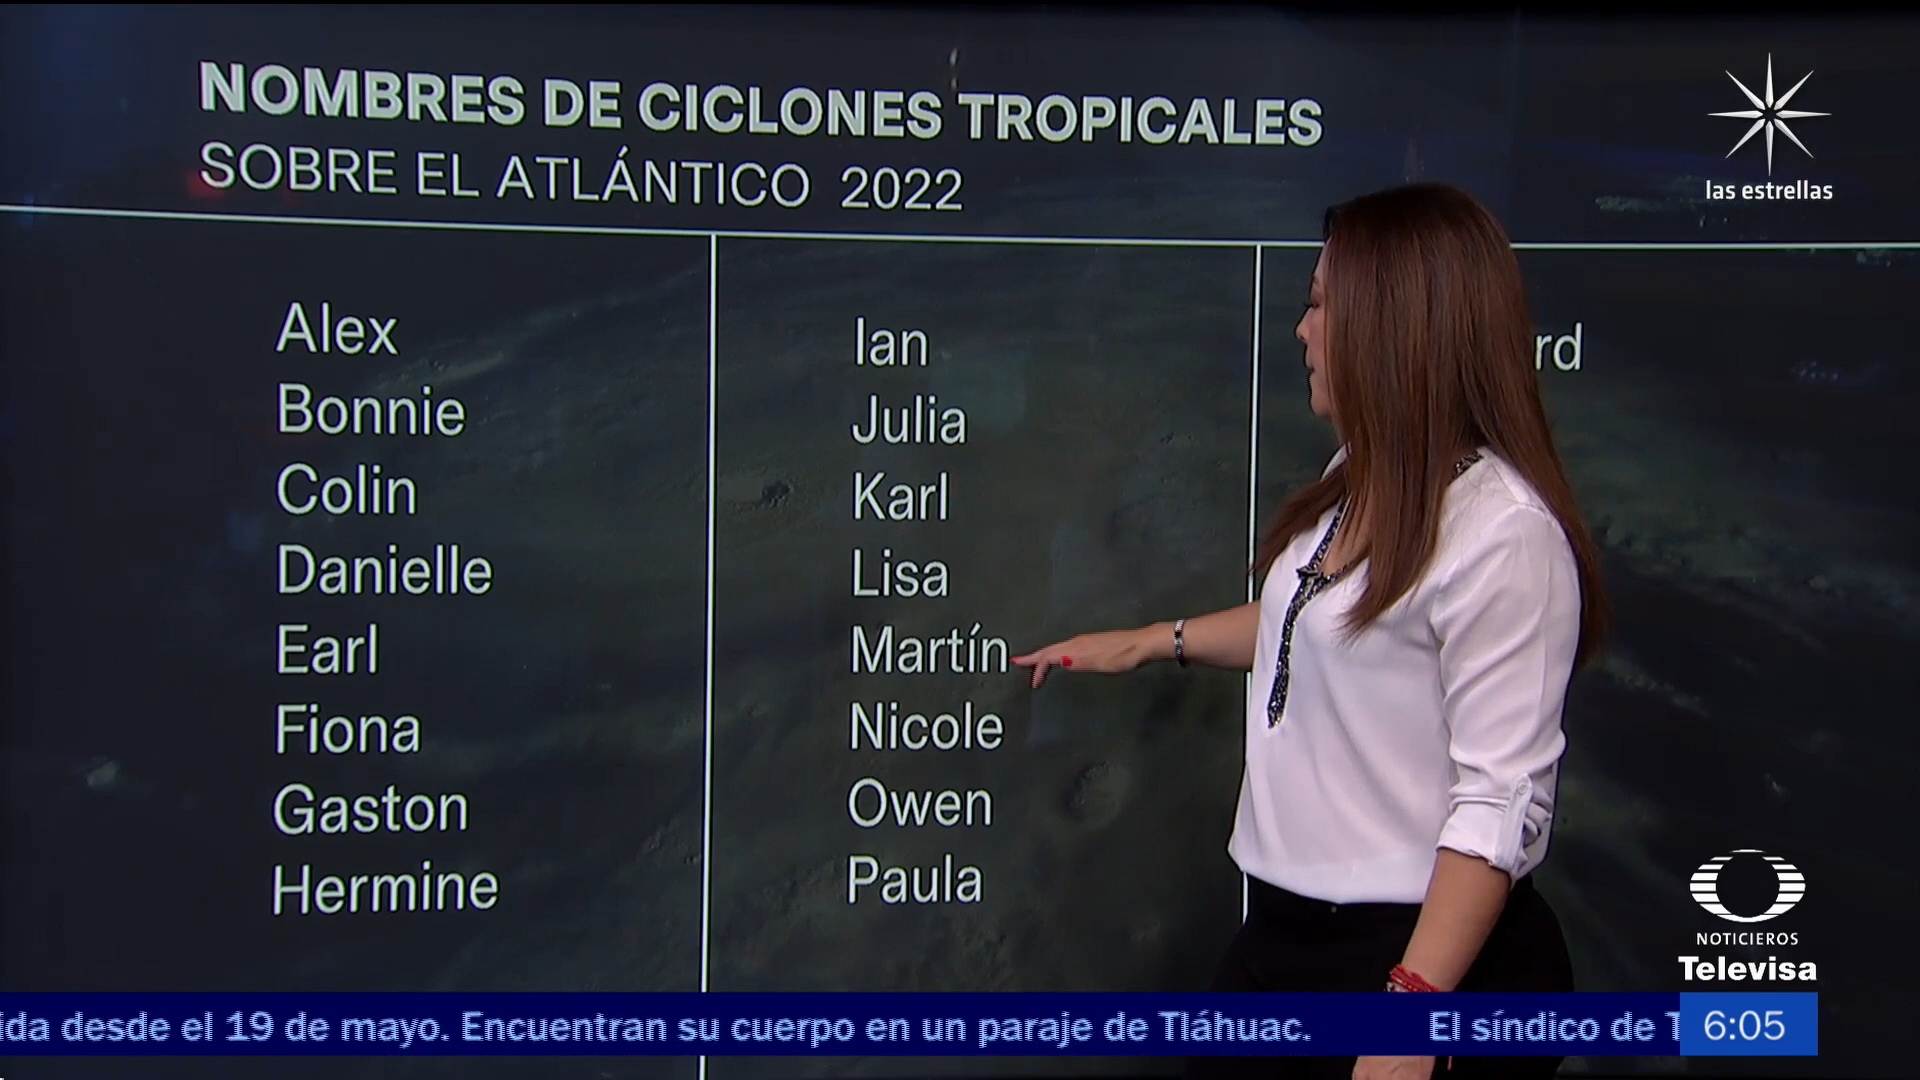 NOMBRES DE CICLONES TROPICALES
SOBRE EL ATLÁNTICO 2022
las estrellas
Alex
Bonnie
Colin
Danielle
Earl
Fiona
Gaston
Hermine
Ian
Julia
Karl
Lisa
Martín
Nicole
Owen
Paula
rd
NOTICIEROS
Televisa
ida desde el 19 de mayo. Encuentran su cuerpo en un paraje de Tláhuac. El síndico de T
6:05